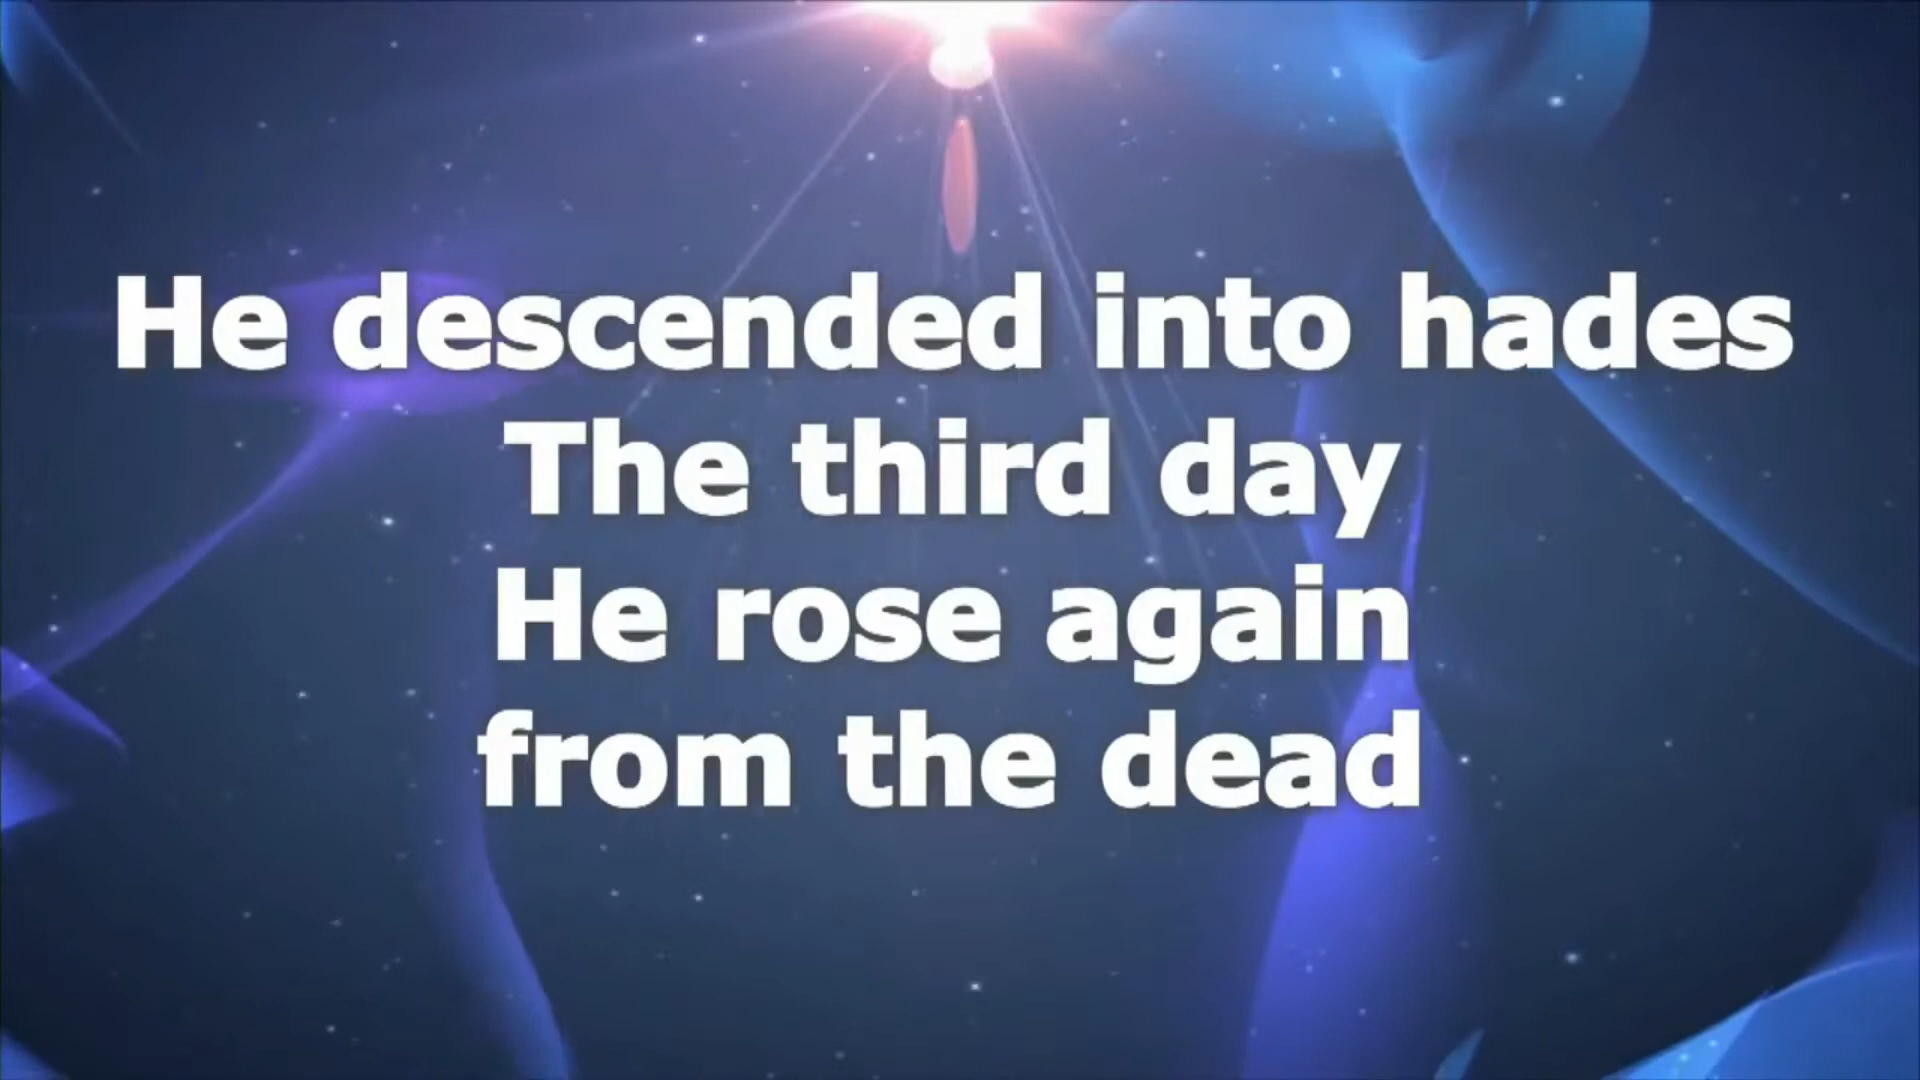 He descended into hades
The third day
He rose again
from the dead